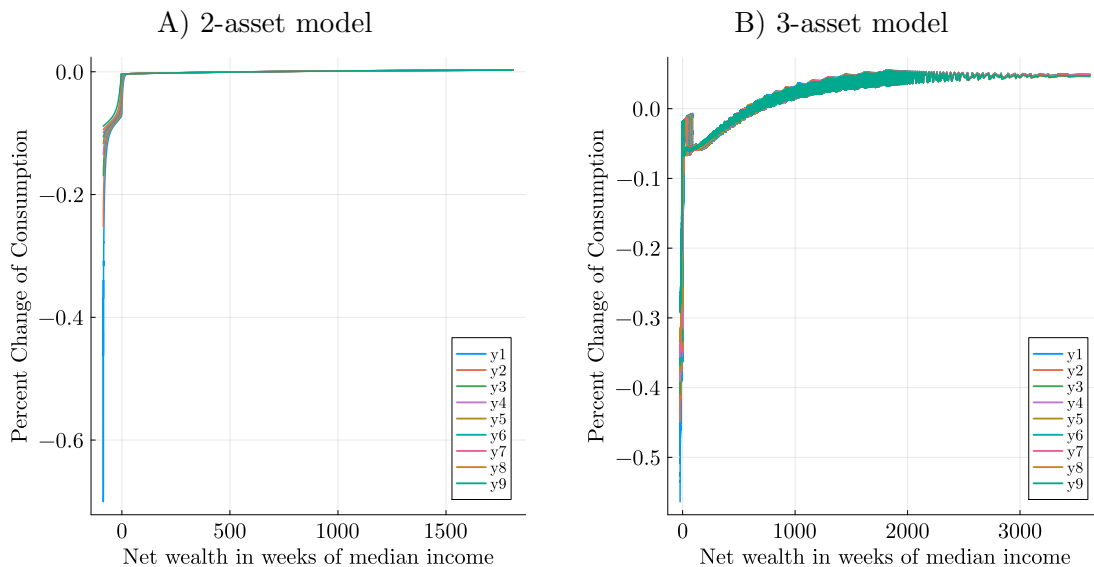 A) 2-asset model
Percent Change of Consumption
0.0
−0.2
−0.4
−0.6
y1
y2
y3
y4
y5
y6
y7
y8
y9
0 500 1000 1500
Net wealth in weeks of median income
B) 3-asset model
Percent Change of Consumption
0.0
−0.1
−0.2
−0.3
−0.4
−0.5
y1
y2
y3
y4
y5
y6
y7
y8
y9
0 1000 2000 3000
Net wealth in weeks of median income